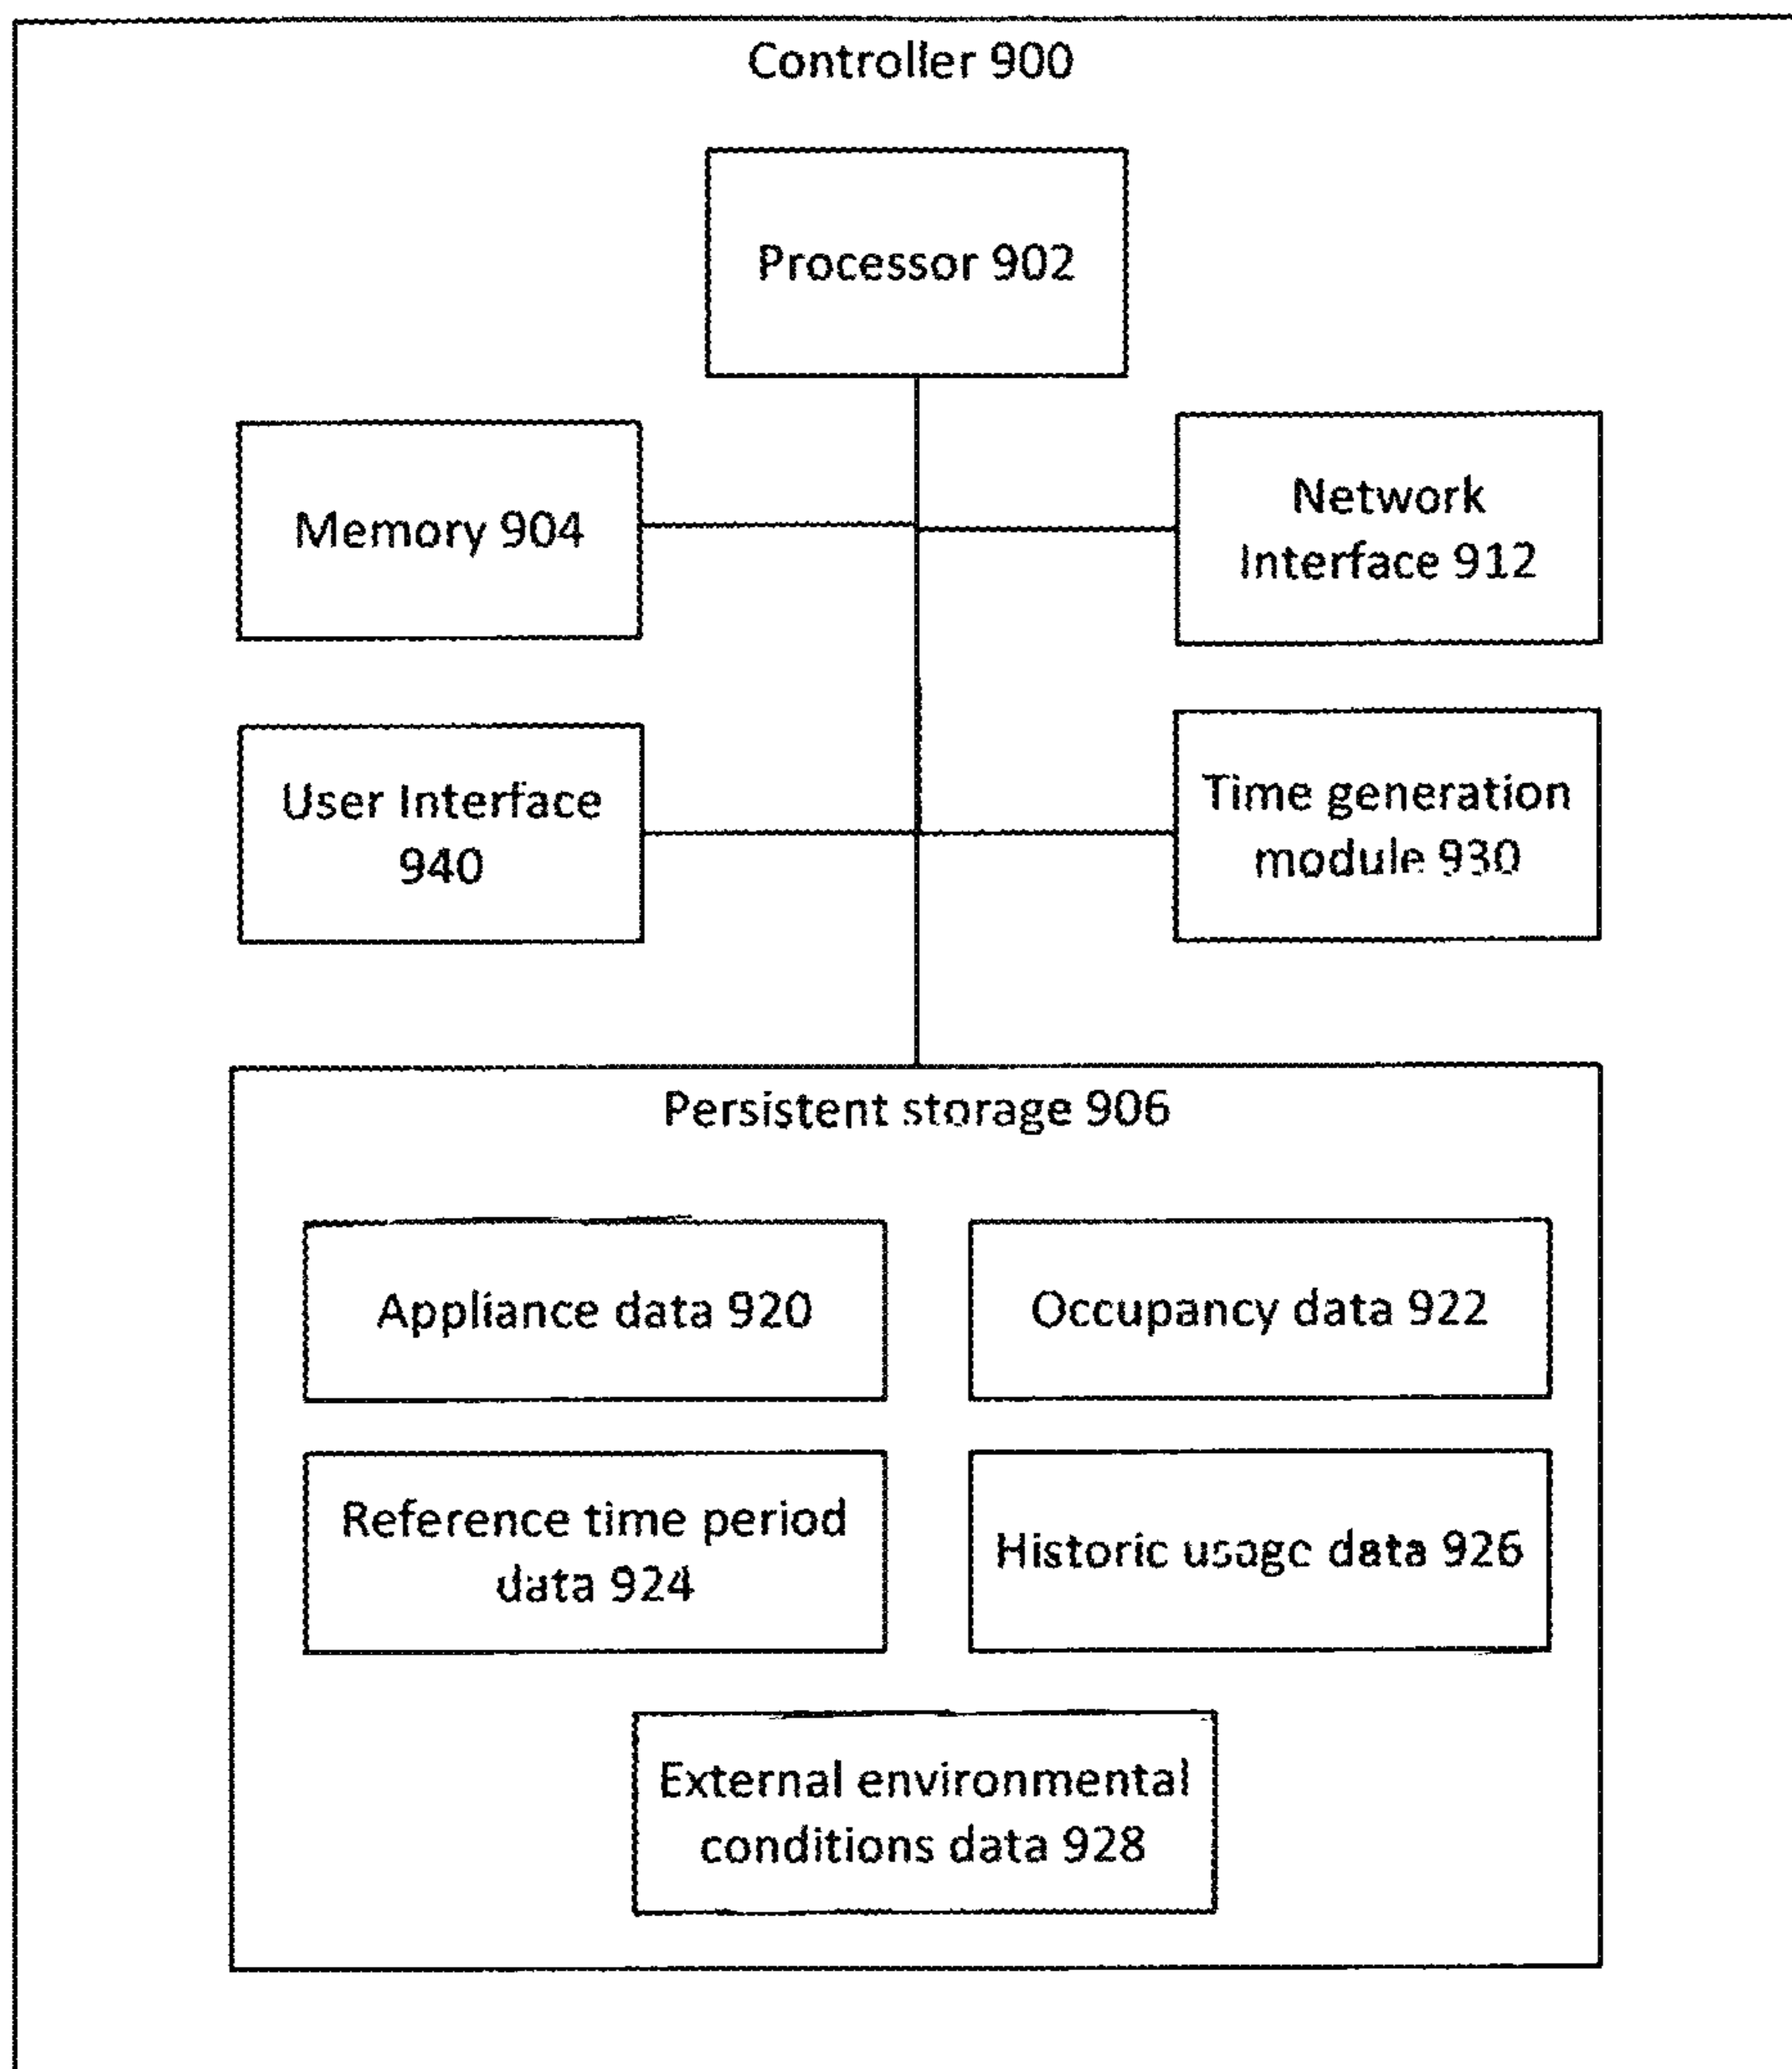 Controller 900
Processor 902
Memory 904
Network
Interface 912
User Interface
940
Time generation
module 930
Persistent storage 906
Appliance data 920
Occupancy data 922
Reference time period
data 924
Historic usage data 926
External environmental
conditions data 928